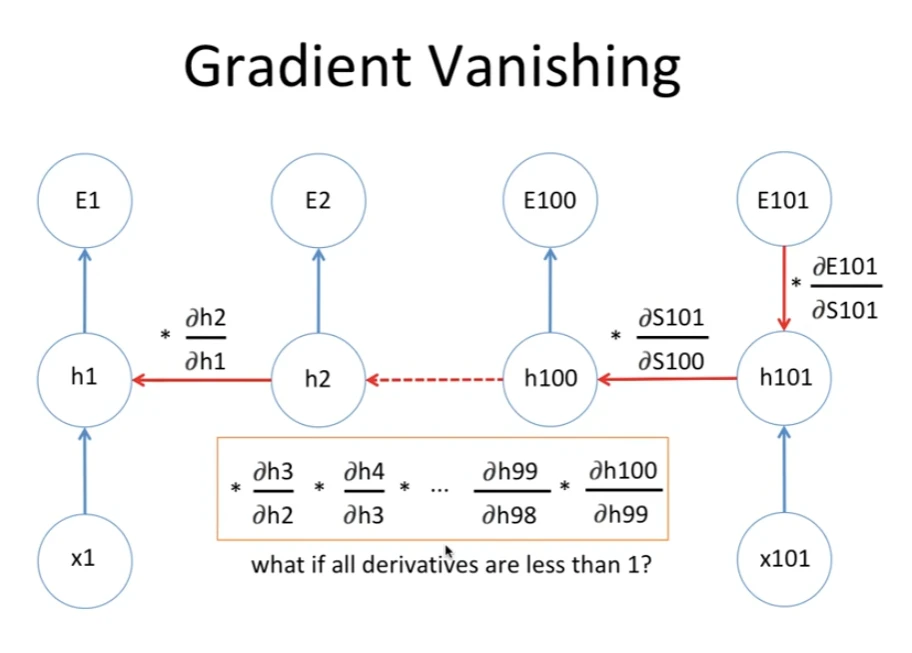 Gradient Vanishing
E1
E2
E100
E101
* ∂E101
∂S101
* ∂h2
∂h1
* ∂S101
∂S100
h1
h2
h100
h101
* ∂h3 * ∂h4 * ... ∂h99 * ∂h100
∂h2 ∂h3 ∂h98 ∂h99
x1
what if all derivatives are less than 1?
x101